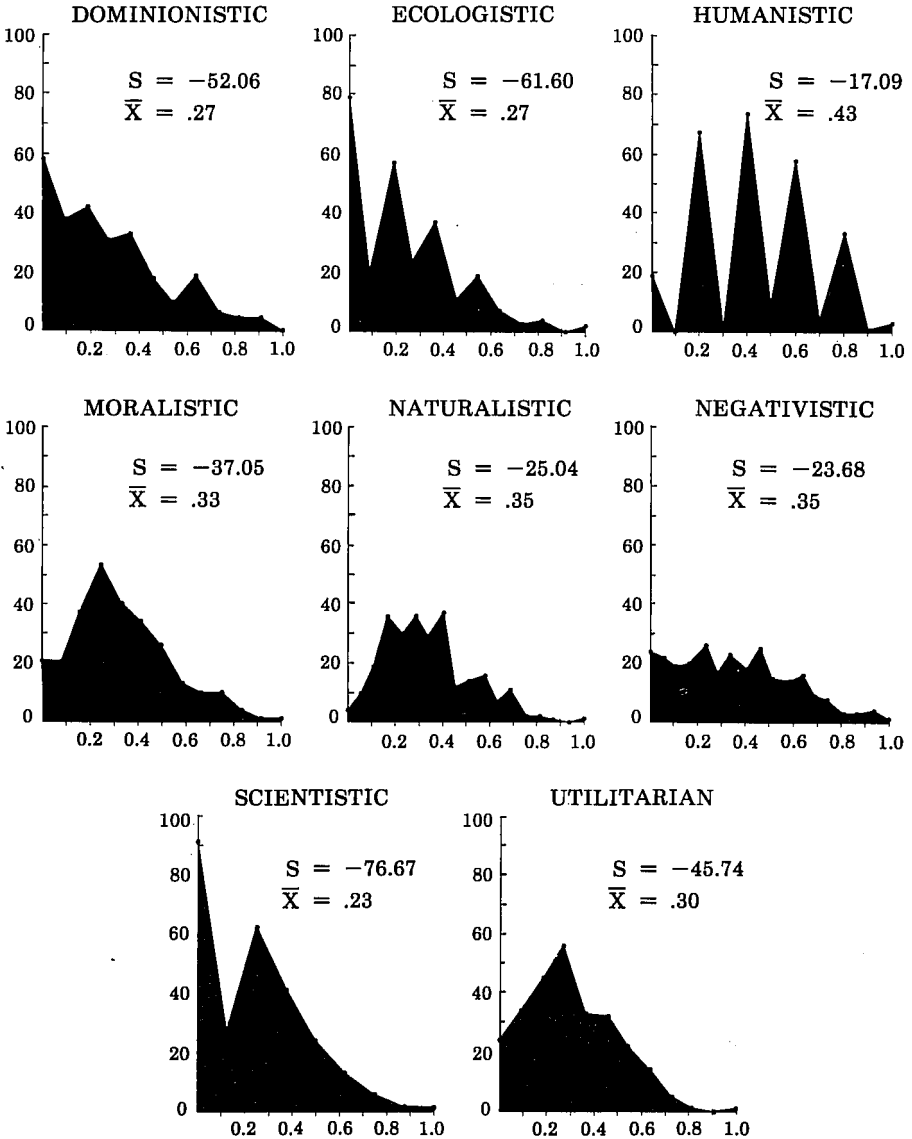 DOMINIONISTIC
S = −52.06
X̄ = .27
100
80
60
40
20
0
0.2 0.4 0.6 0.8 1.0
ECOLOGISTIC
S = −61.60
X̄ = .27
100
80
60
40
20
0
0.2 0.4 0.6 0.8 1.0
HUMANISTIC
S = −17.09
X̄ = .43
100
80
60
40
20
0
0.2 0.4 0.6 0.8 1.0
MORALISTIC
S = −37.05
X̄ = .33
100
80
60
40
20
0
0.2 0.4 0.6 0.8 1.0
NATURALISTIC
S = −25.04
X̄ = .35
100
80
60
40
20
0
0.2 0.4 0.6 0.8 1.0
NEGATIVISTIC
S = −23.68
X̄ = .35
100
80
60
40
20
0
0.2 0.4 0.6 0.8 1.0
SCIENTISTIC
S = −76.67
X̄ = .23
100
80
60
40
20
0
0.2 0.4 0.6 0.8 1.0
UTILITARIAN
S = −45.74
X̄ = .30
100
80
60
40
20
0
0.2 0.4 0.6 0.8 1.0